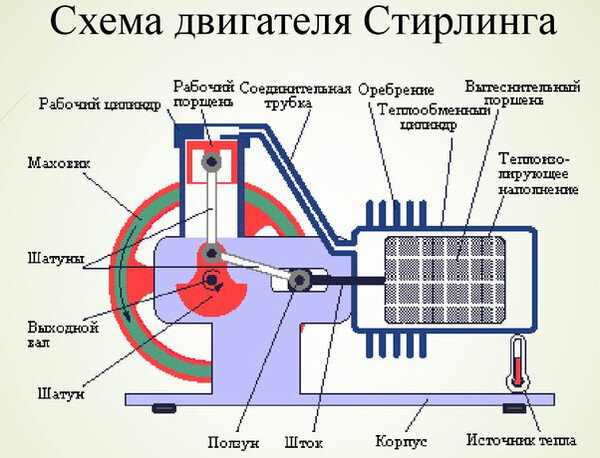 Схема двигателя Стирлинга
Рабочий цилиндр
Рабочий
поршень
Соединительная
трубка
Оребрение
Теплообменный
цилиндр
Вытеснительный
поршень
Теплоизо-
лирующее
наполнение
Маховик
Шатуны
Выходной
вал
Шатун
Ползун
Шток
Корпус
Источник тепла